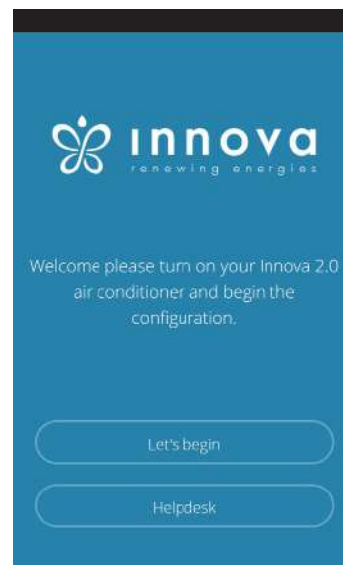 innova
renewing energies
Welcome please turn on your Innova 2.0
air conditioner and begin the
configuration.
Let's begin
Helpdesk